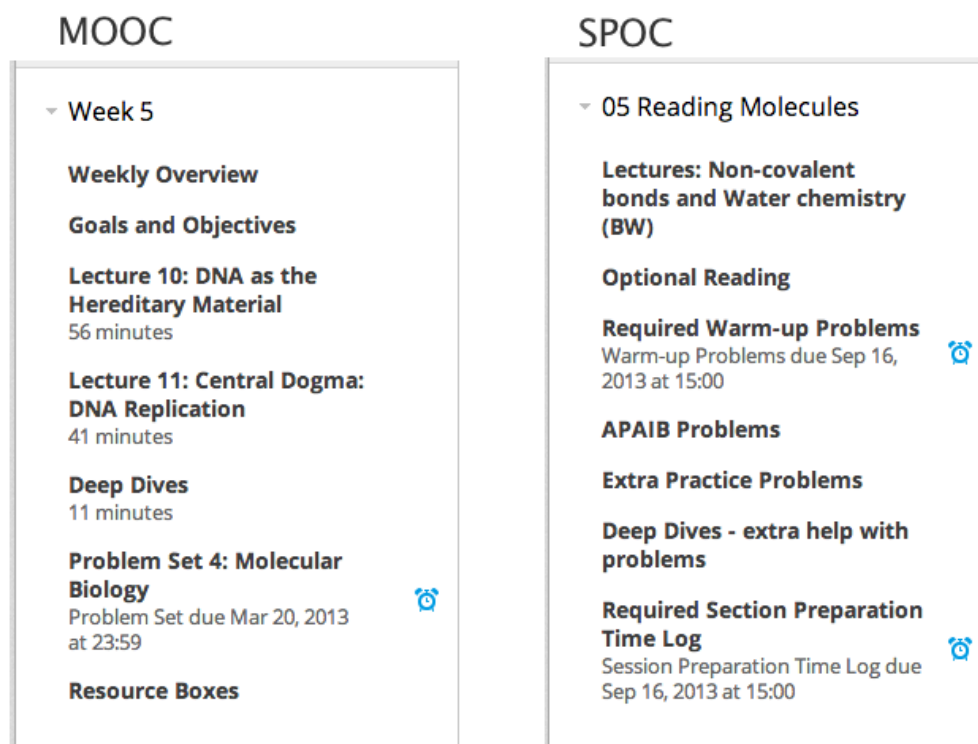 MOOC
Week 5
Weekly Overview
Goals and Objectives
Lecture 10: DNA as the
Hereditary Material
56 minutes
Lecture 11: Central Dogma:
DNA Replication
41 minutes
Deep Dives
11 minutes
Problem Set 4: Molecular
Biology
Problem Set due Mar 20, 2013
at 23:59
Resource Boxes
SPOC
05 Reading Molecules
Lectures: Non-covalent
bonds and Water chemistry
(BW)
Optional Reading
Required Warm-up Problems
Warm-up Problems due Sep 16,
2013 at 15:00
APAIB Problems
Extra Practice Problems
Deep Dives - extra help with
problems
Required Section Preparation
Time Log
Session Preparation Time Log due
Sep 16, 2013 at 15:00